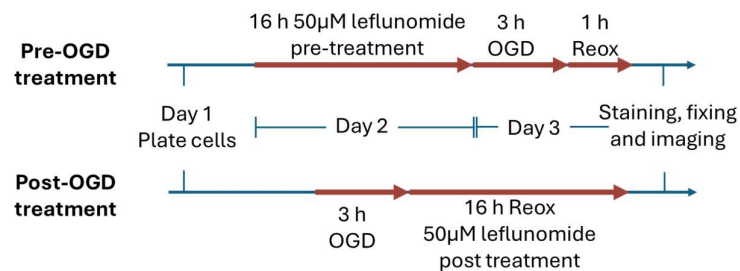 16 h 50µM leflunomide
pre-treatment
3 h
OGD
1 h
Reox
Pre-OGD
treatment
Day 1
Plate cells
Day 2
Day 3
Staining, fixing
and imaging
Post-OGD
treatment
3 h
OGD
16 h Reox
50µM leflunomide
post treatment